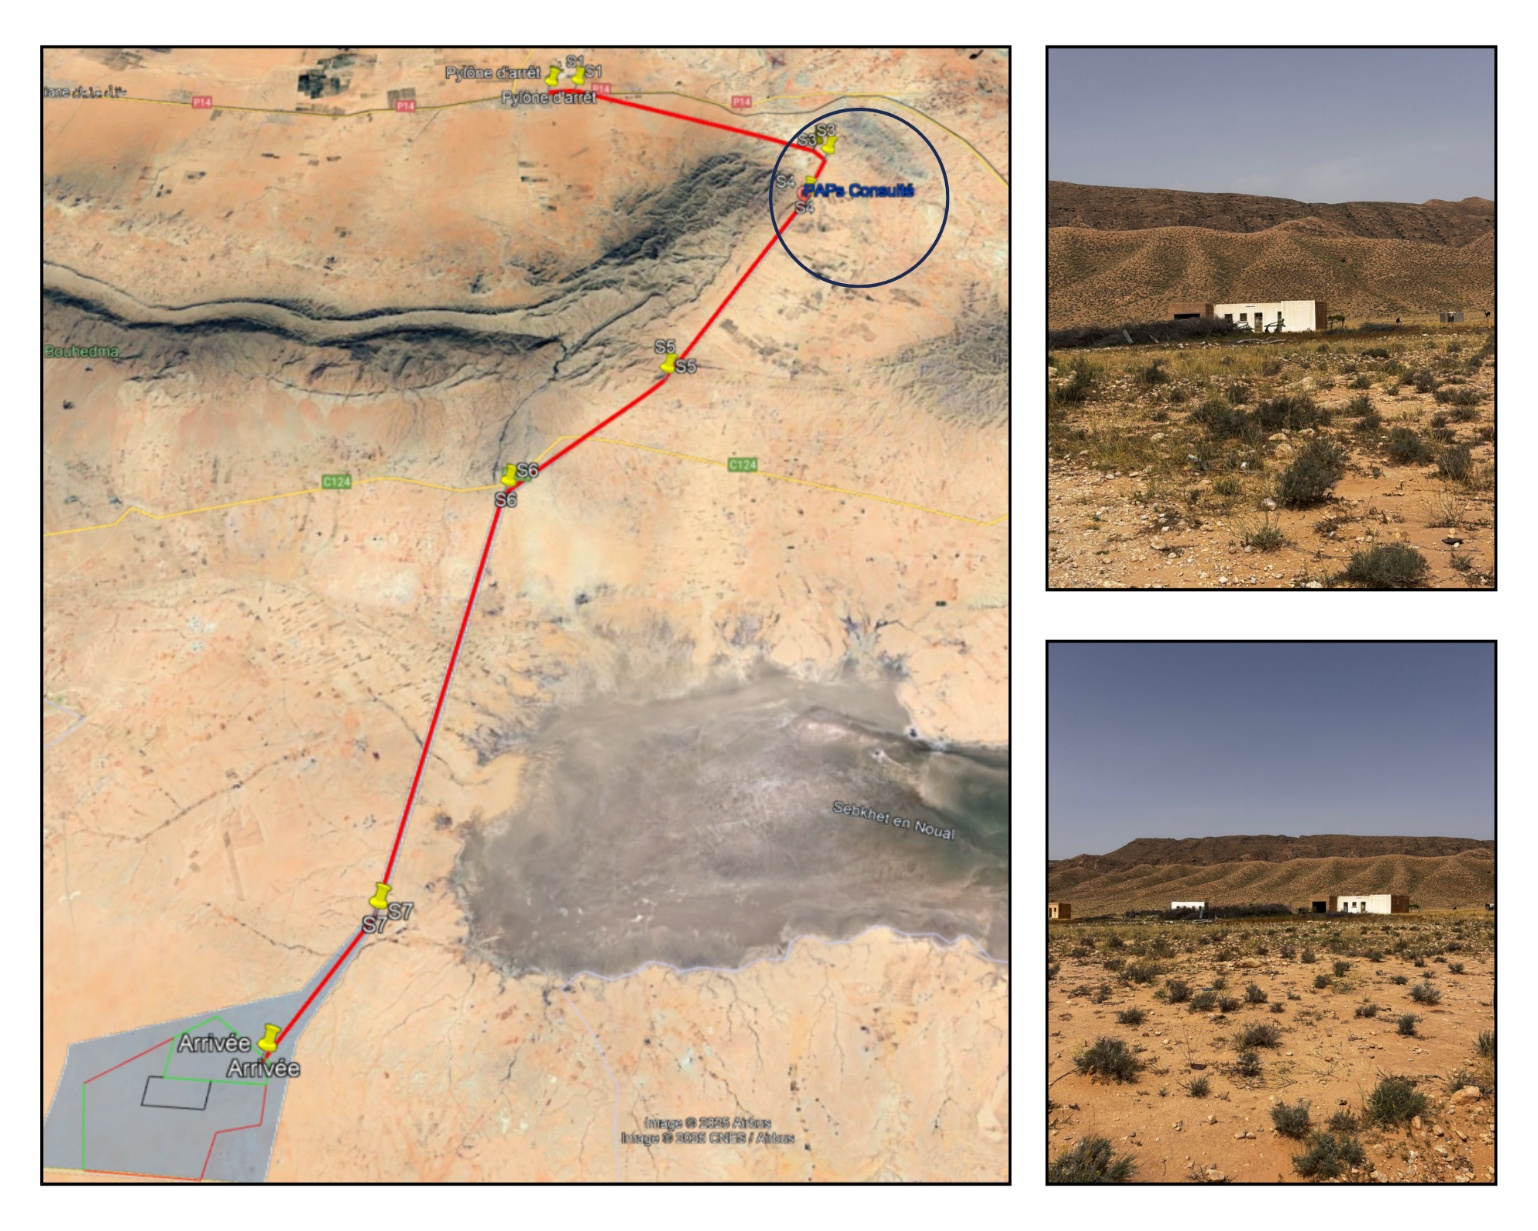 S1
Pylône d'arrêt
S1
P14
Pylône d'arrêt
P14
P14
P14
S3
S3
S4
PAPs Consulté
S4
Bouhedma
S5
S5
C124
S6
C124
S6
Sebkhet en Noual
S7
S7
Arrivée
Arrivée
Image © 2025 Airbus
Image © 2025 CNES / Airbus